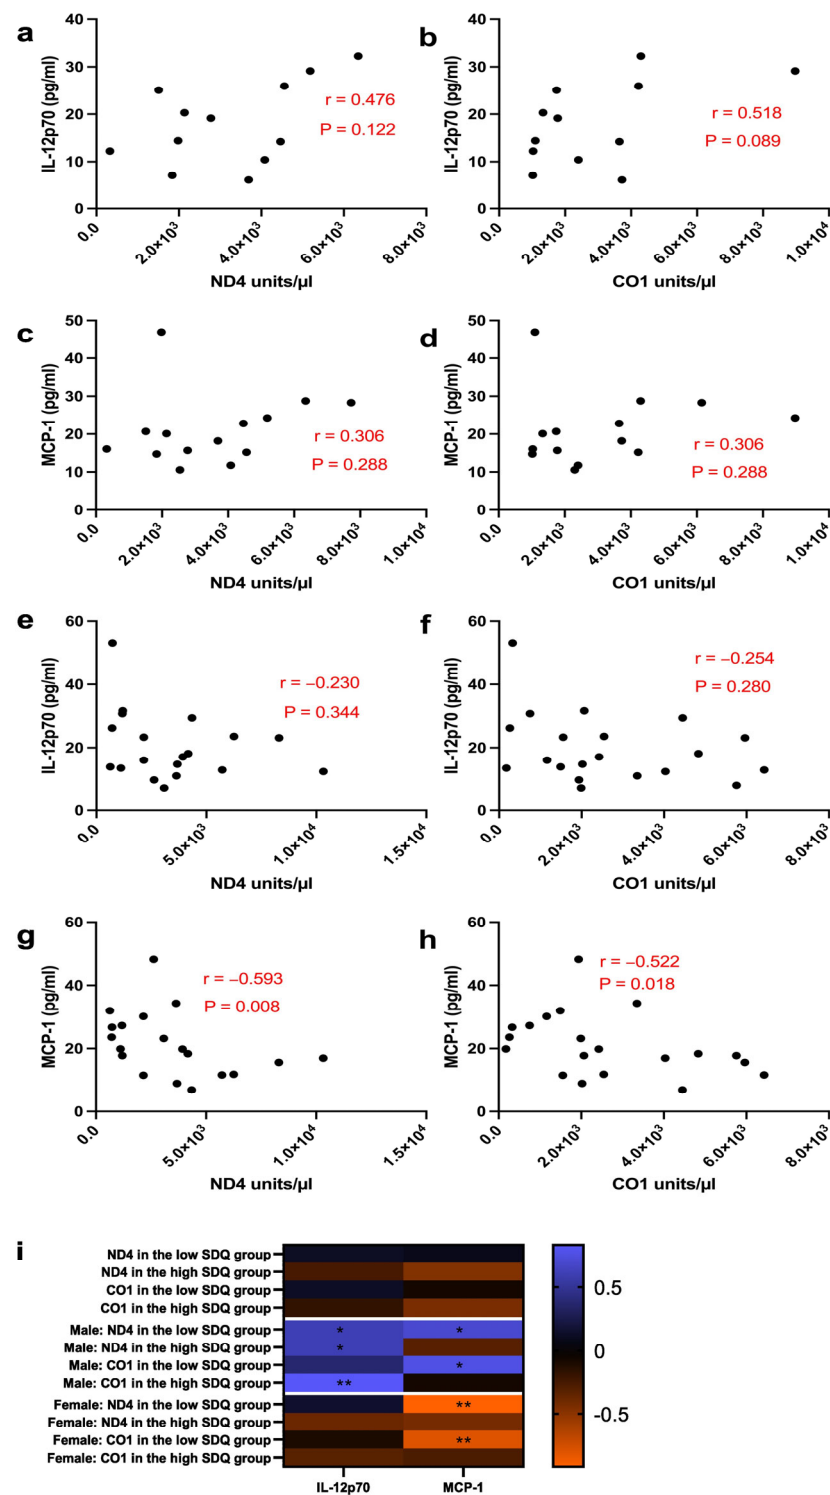 a
IL-12p70 (pg/ml)
40
30
20
10
0
r = 0.476
P = 0.122
0.0
2.0×10³
4.0×10³
6.0×10³
8.0×10³
ND4 units/µl
b
IL-12p70 (pg/ml)
40
30
20
10
0
r = 0.518
P = 0.089
0.0
2.0×10³
4.0×10³
6.0×10³
8.0×10³
1.0×10⁴
CO1 units/µl
c
MCP-1 (pg/ml)
50
40
30
20
10
0
r = 0.306
P = 0.288
0.0
2.0×10³
4.0×10³
6.0×10³
8.0×10³
1.0×10⁴
ND4 units/µl
d
MCP-1 (pg/ml)
50
40
30
20
10
0
r = 0.306
P = 0.288
0.0
2.0×10³
4.0×10³
6.0×10³
8.0×10³
1.0×10⁴
CO1 units/µl
e
IL-12p70 (pg/ml)
60
40
20
0
r = −0.230
P = 0.344
0.0
5.0×10³
1.0×10⁴
1.5×10⁴
ND4 units/µl
f
IL-12p70 (pg/ml)
60
40
20
0
r = −0.254
P = 0.280
0.0
2.0×10³
4.0×10³
6.0×10³
8.0×10³
CO1 units/µl
g
MCP-1 (pg/ml)
60
40
20
0
r = −0.593
P = 0.008
0.0
5.0×10³
1.0×10⁴
1.5×10⁴
ND4 units/µl
h
MCP-1 (pg/ml)
60
40
20
0
r = −0.522
P = 0.018
0.0
2.0×10³
4.0×10³
6.0×10³
8.0×10³
CO1 units/µl
i
ND4 in the low SDQ group
ND4 in the high SDQ group
CO1 in the low SDQ group
CO1 in the high SDQ group
Male: ND4 in the low SDQ group * *
Male: ND4 in the high SDQ group *
Male: CO1 in the low SDQ group *
Male: CO1 in the high SDQ group **
Female: ND4 in the low SDQ group **
Female: ND4 in the high SDQ group
Female: CO1 in the low SDQ group **
Female: CO1 in the high SDQ group
IL-12p70 MCP-1
0.5
0
-0.5